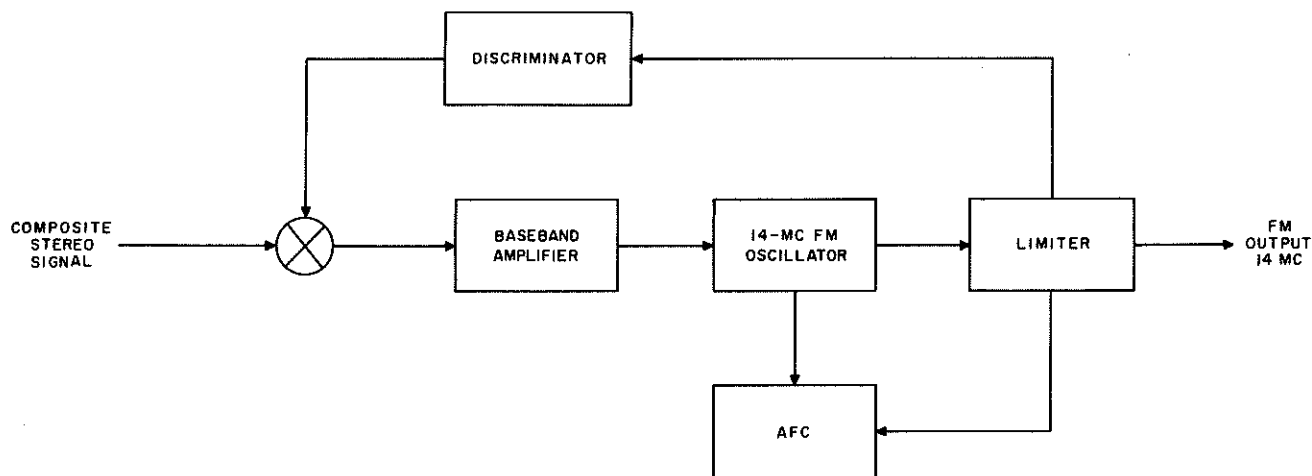 DISCRIMINATOR
COMPOSITE
STEREO
SIGNAL
BASEBAND
AMPLIFIER
14-MC FM
OSCILLATOR
LIMITER
FM
OUTPUT
14 MC
AFC